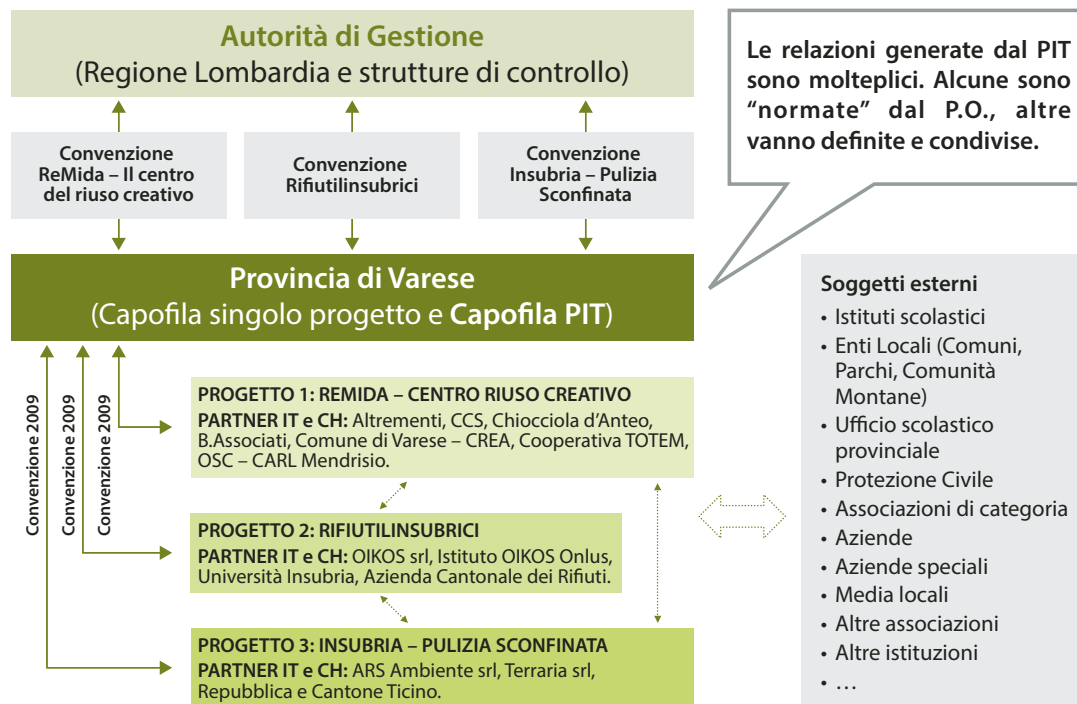 Autorità di Gestione
(Regione Lombardia e strutture di controllo)
Le relazioni generate dal PIT
sono molteplici. Alcune sono
“normate” dal P.O., altre
vanno definite e condivise.
Convenzione
ReMida – Il centro
del riuso creativo
Convenzione
Rifiutilinsubrici
Convenzione
Insubria – Pulizia
Sconfinata
Provincia di Varese
(Capofila singolo progetto e Capofila PIT)
Convenzione 2009
Convenzione 2009
Convenzione 2009
PROGETTO 1: REMIDA – CENTRO RIUSO CREATIVO
PARTNER IT e CH: Altrementi, CCS, Chiocciola d’Anteo,
B.Associati, Comune di Varese – CREA, Cooperativa TOTEM,
OSC – CARL Mendrisio.
PROGETTO 2: RIFIUTILINSUBRICI
PARTNER IT e CH: OIKOS srl, Istituto OIKOS Onlus,
Università Insubria, Azienda Cantonale dei Rifiuti.
PROGETTO 3: INSUBRIA – PULIZIA SCONFINATA
PARTNER IT e CH: ARS Ambiente srl, Terraria srl,
Repubblica e Cantone Ticino.
Soggetti esterni
• Istituti scolastici
• Enti Locali (Comuni,
Parchi, Comunità
Montane)
• Ufficio scolastico
provinciale
• Protezione Civile
• Associazioni di categoria
• Aziende
• Aziende speciali
• Media locali
• Altre associazioni
• Altre istituzioni
• …